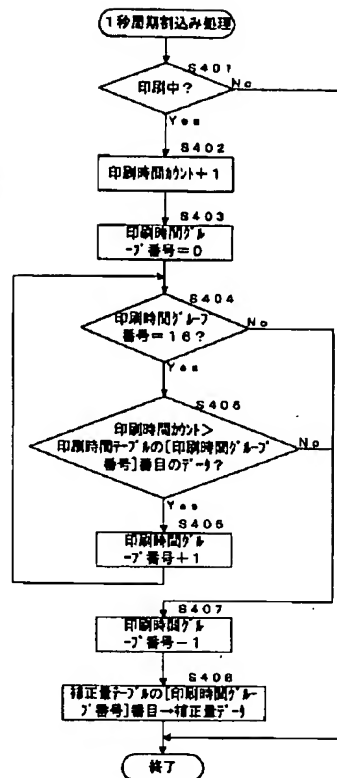 1秒周期割込み処理
S401
印刷中?
No
Yes
S402
印刷時間カウント+1
S403
印刷時間グル
ープ番号=0
S404
印刷時間グループ
番号=16?
No
Yes
S406
印刷時間カウント>
印刷時間テーブルの[印刷時間グループ
番号]番目のデータ?
No
Yes
S405
印刷時間グル
ープ番号+1
S407
印刷時間グル
ープ番号-1
S408
補正量テーブルの[印刷時間グルー
プ番号]番目→補正量データ
終了